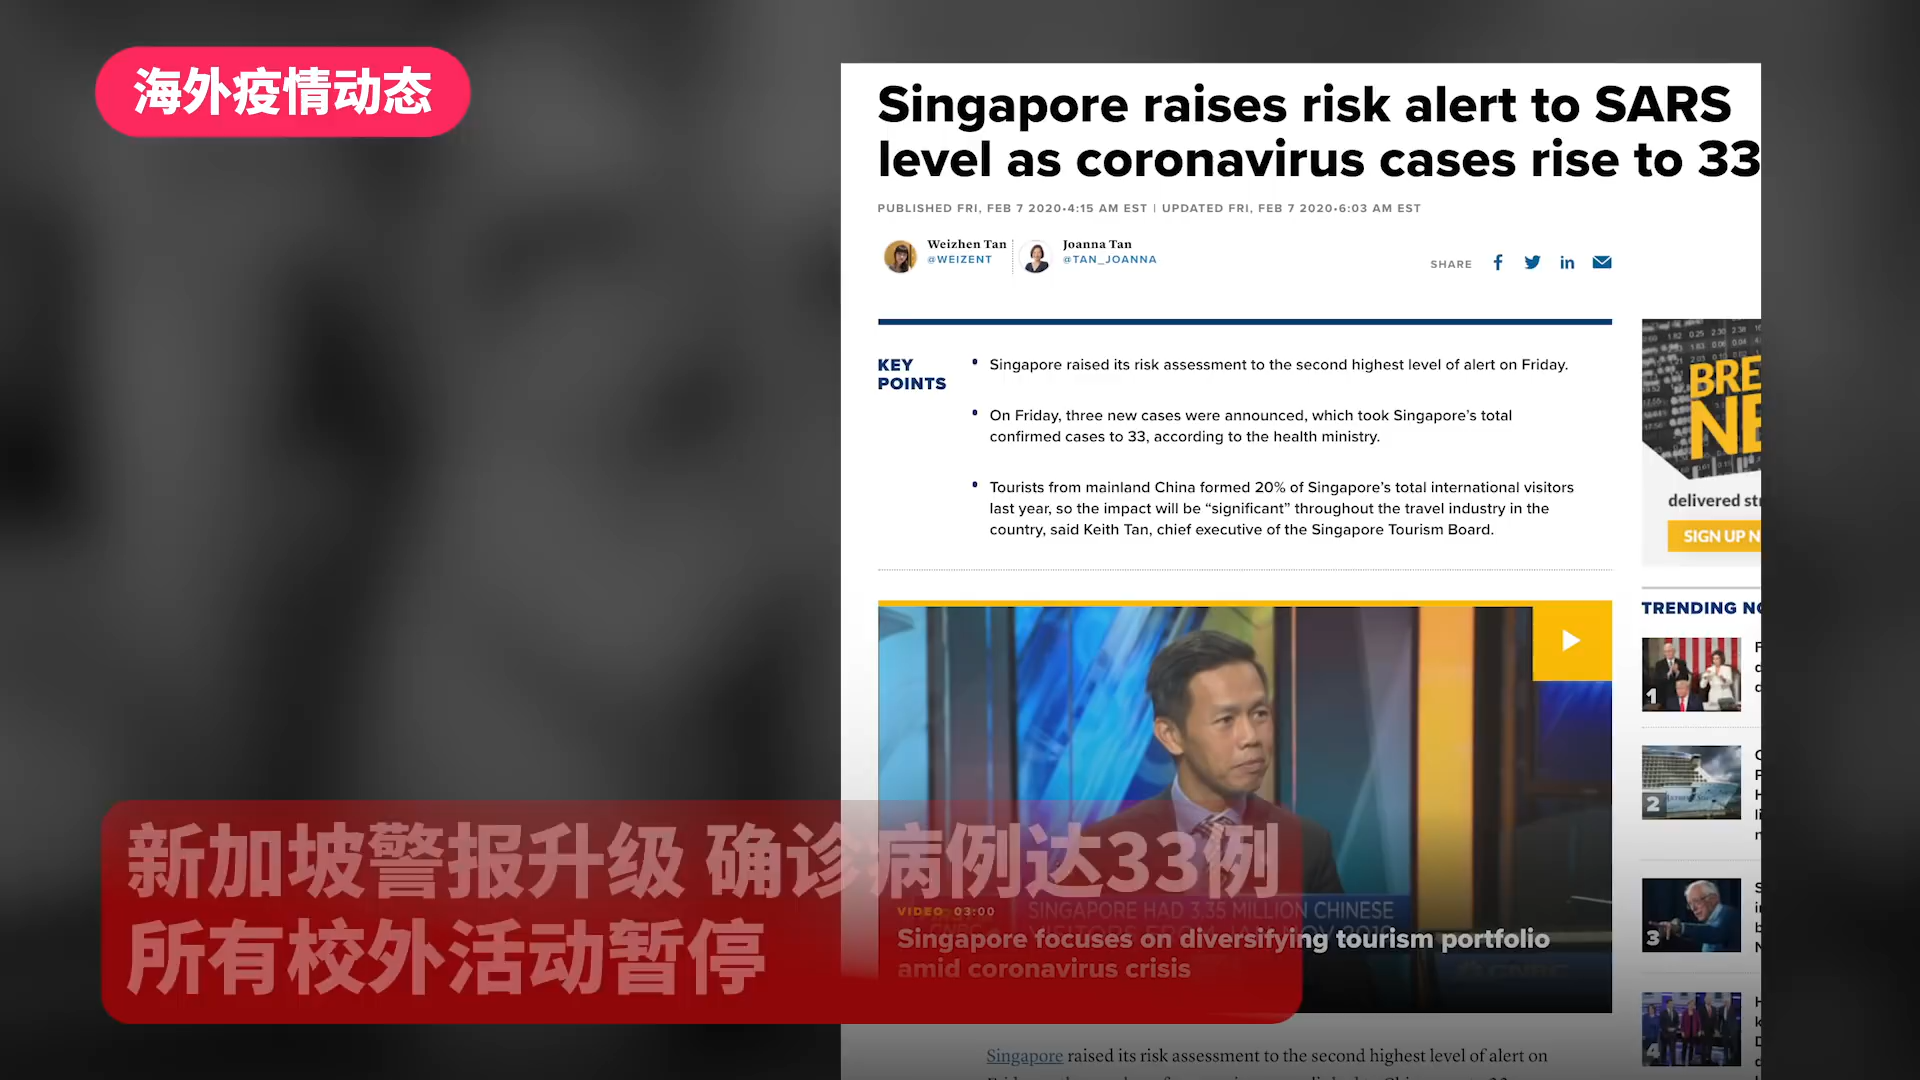 海外疫情动态
Singapore raises risk alert to SARS
level as coronavirus cases rise to 33
PUBLISHED FRI, FEB 7 2020•4:15 AM EST | UPDATED FRI, FEB 7 2020•6:03 AM EST
Weizhen Tan
@WEIZENT
Joanna Tan
@TAN_JOANNA
SHARE
KEY
POINTS
• Singapore raised its risk assessment to the second highest level of alert on Friday.
• On Friday, three new cases were announced, which took Singapore's total
confirmed cases to 33, according to the health ministry.
• Tourists from mainland China formed 20% of Singapore's total international visitors
last year, so the impact will be “significant” throughout the travel industry in the
country, said Keith Tan, chief executive of the Singapore Tourism Board.
BRE
NE
delivered st
SIGN UP N
TRENDING NO
1
2
3
4
新加坡警报升级 确诊病例达33例
所有校外活动暂停
VIDEO 03:00
SINGAPORE HAD 3.35 MILLION CHINESE
Singapore focuses on diversifying tourism portfolio
amid coronavirus crisis
Singapore raised its risk assessment to the second highest level of alert on